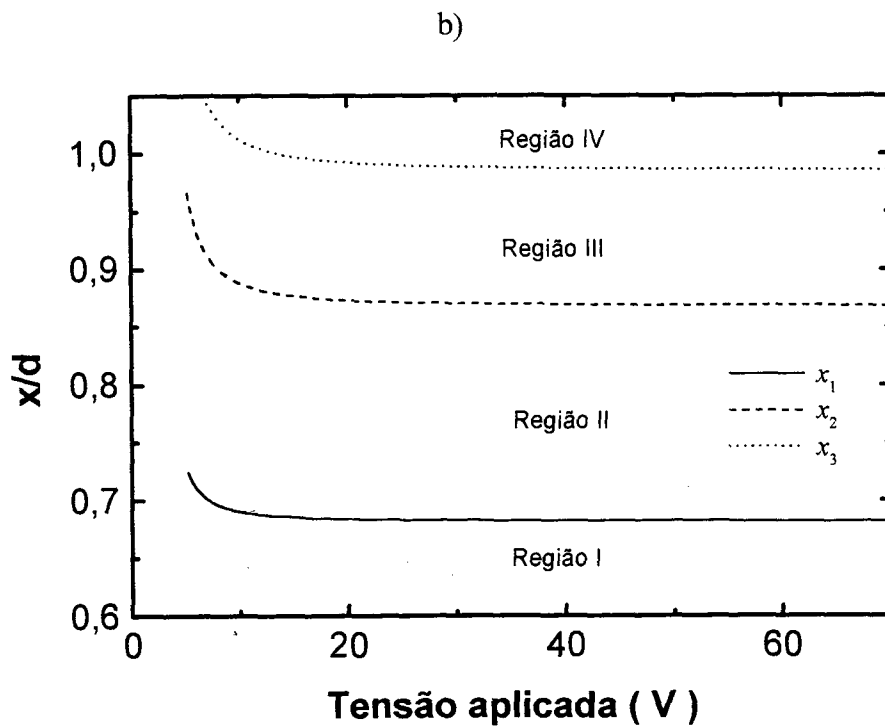 b)
Região IV
1,0
Região III
0,9
x/d
0,8
x₁
x₂
Região II
x₃
0,7
Região I
0,6
0 20 40 60
Tensão aplicada ( V )